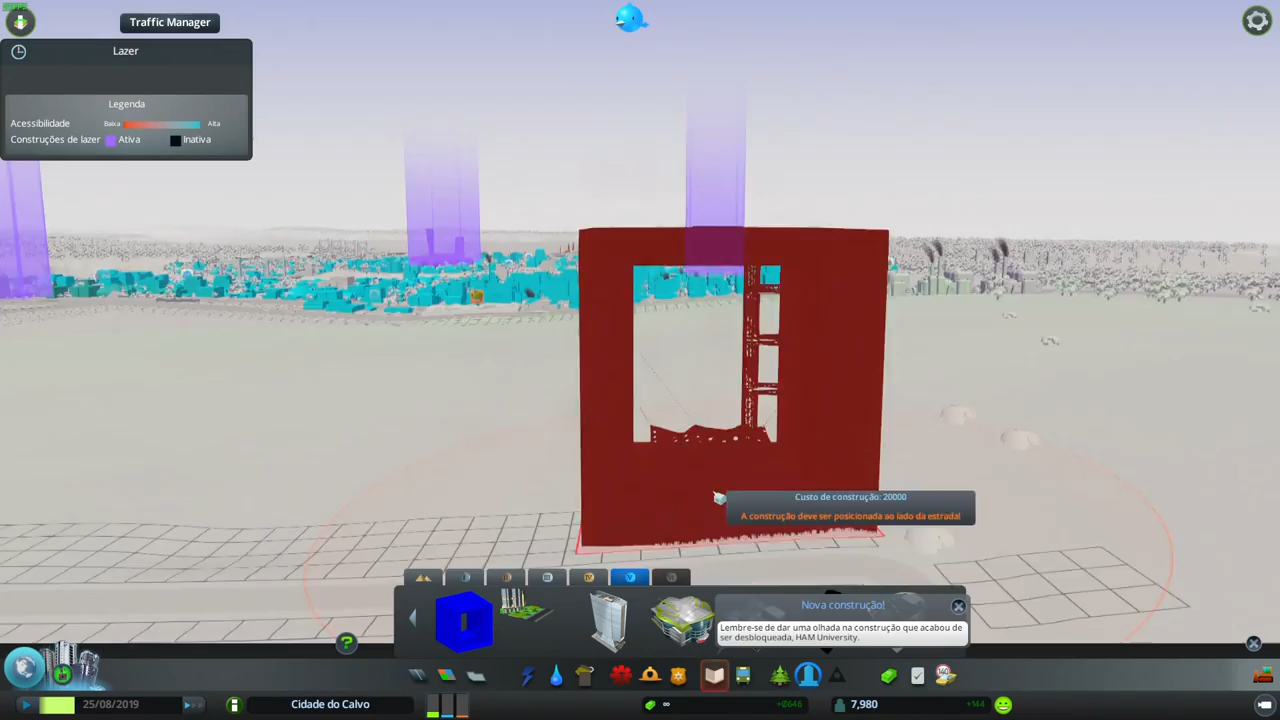 Traffic Manager
Lazer
Legenda
Acessibilidade
Baixa
Alta
Construções de lazer
Ativa
Inativa
Custo de construção: 20000
A construção deve ser posicionada ao lado da estrada!
Nova construção!
Lembre-se de dar uma olhada na construção que acabou de
ser desbloqueada, HAM University.
25/08/2019
Cidade do Calvo
∞
+₡646
7,980
+144